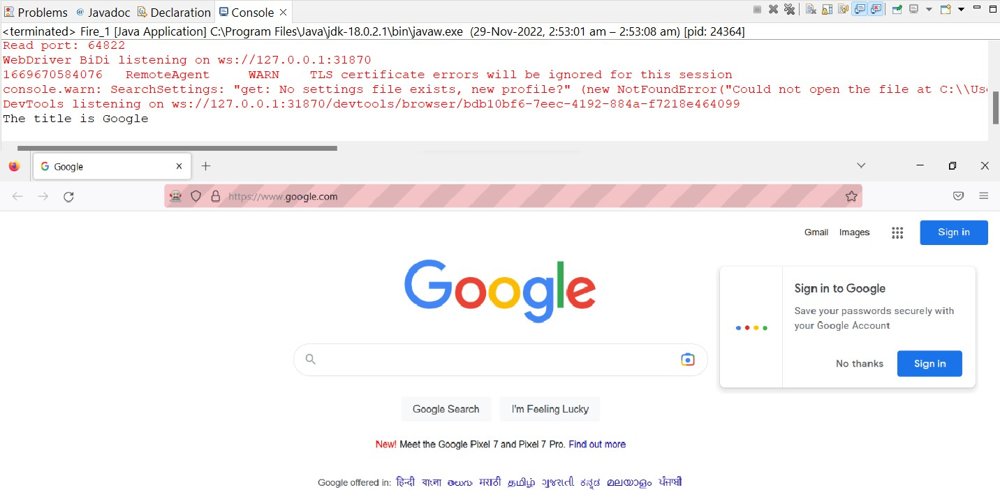 Problems Javadoc Declaration Console
<terminated> Fire_1 [Java Application] C:\Program Files\Java\jdk-18.0.2.1\bin\javaw.exe (29-Nov-2022, 2:53:01 am – 2:53:08 am) [pid: 24364]
Read port: 64822
WebDriver BiDi listening on ws://127.0.0.1:31870
1669670584076 RemoteAgent WARN TLS certificate errors will be ignored for this session
console.warn: SearchSettings: "get: No settings file exists, new profile?" (new NotFoundError("Could not open the file at C:\\Use
DevTools listening on ws://127.0.0.1:31870/devtools/browser/bdb10bf6-7eec-4192-884a-f7218e464099
The title is Google
Google
https://www.google.com
Gmail Images Sign in
Google
Sign in to Google
Save your passwords securely with
your Google Account
No thanks Sign in
Google Search I'm Feeling Lucky
New! Meet the Google Pixel 7 and Pixel 7 Pro. Find out more
Google offered in: हिन्दी বাংলা తెలుగు मराठी தமிழ் ગુજરાતી ಕನ್ನಡ മലയാളം ਪੰਜਾਬੀ